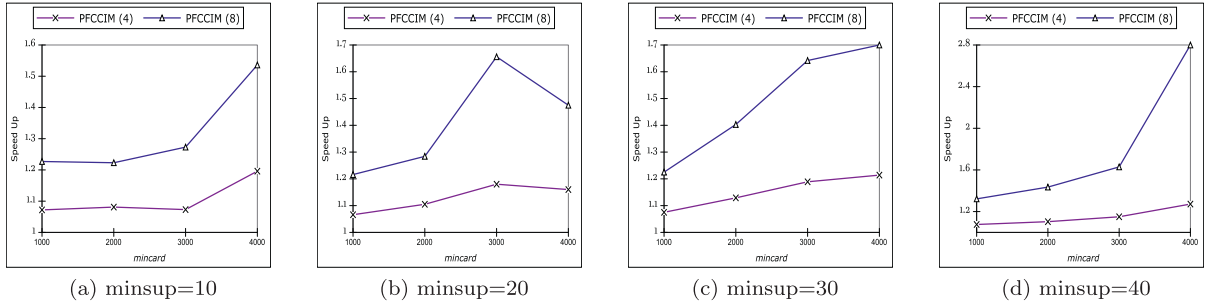 PFCCIM (4) PFCCIM (8)
1.6
1.5
1.4
1.3
1.2
1.1
1
Speed Up
1000 2000 3000 4000
mincard
(a) minsup=10
PFCCIM (4) PFCCIM (8)
1.7
1.6
1.5
1.4
1.3
1.2
1.1
1
Speed Up
1000 2000 3000 4000
mincard
(b) minsup=20
PFCCIM (4) PFCCIM (8)
1.7
1.6
1.5
1.4
1.3
1.2
1.1
1
Speed Up
1000 2000 3000 4000
mincard
(c) minsup=30
PFCCIM (4) PFCCIM (8)
2.8
2.4
2
1.6
1.2
Speed Up
1000 2000 3000 4000
mincard
(d) minsup=40